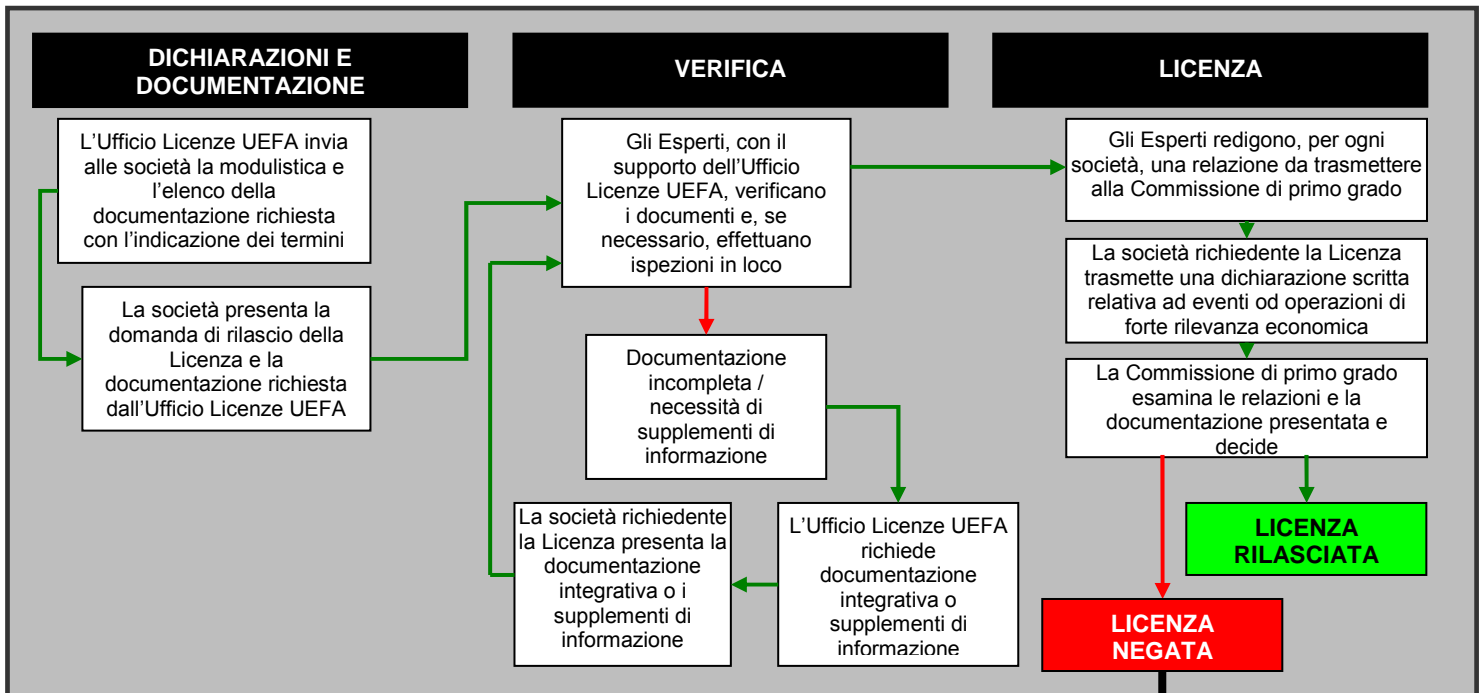 DICHIARAZIONI E
DOCUMENTAZIONE
L'Ufficio Licenze UEFA invia
alle società la modulistica e
l'elenco della
documentazione richiesta
con l'indicazione dei termini
La società presenta la
domanda di rilascio della
Licenza e la
documentazione richiesta
dall'Ufficio Licenze UEFA
VERIFICA
Gli Esperti, con il
supporto dell'Ufficio
Licenze UEFA, verificano
i documenti e, se
necessario, effettuano
ispezioni in loco
Documentazione
incompleta /
necessità di
supplementi di
informazione
L'Ufficio Licenze UEFA
richiede
documentazione
integrativa o
supplementi di
informazione
La società richiedente
la Licenza presenta la
documentazione
integrativa o i
supplementi di
informazione
LICENZA
Gli Esperti redigono, per ogni
società, una relazione da trasmettere
alla Commissione di primo grado
La società richiedente la Licenza
trasmette una dichiarazione scritta
relativa ad eventi od operazioni di
forte rilevanza economica
La Commissione di primo grado
esamina le relazioni e la
documentazione presentata e
decide
LICENZA
RILASCIATA
LICENZA
NEGATA